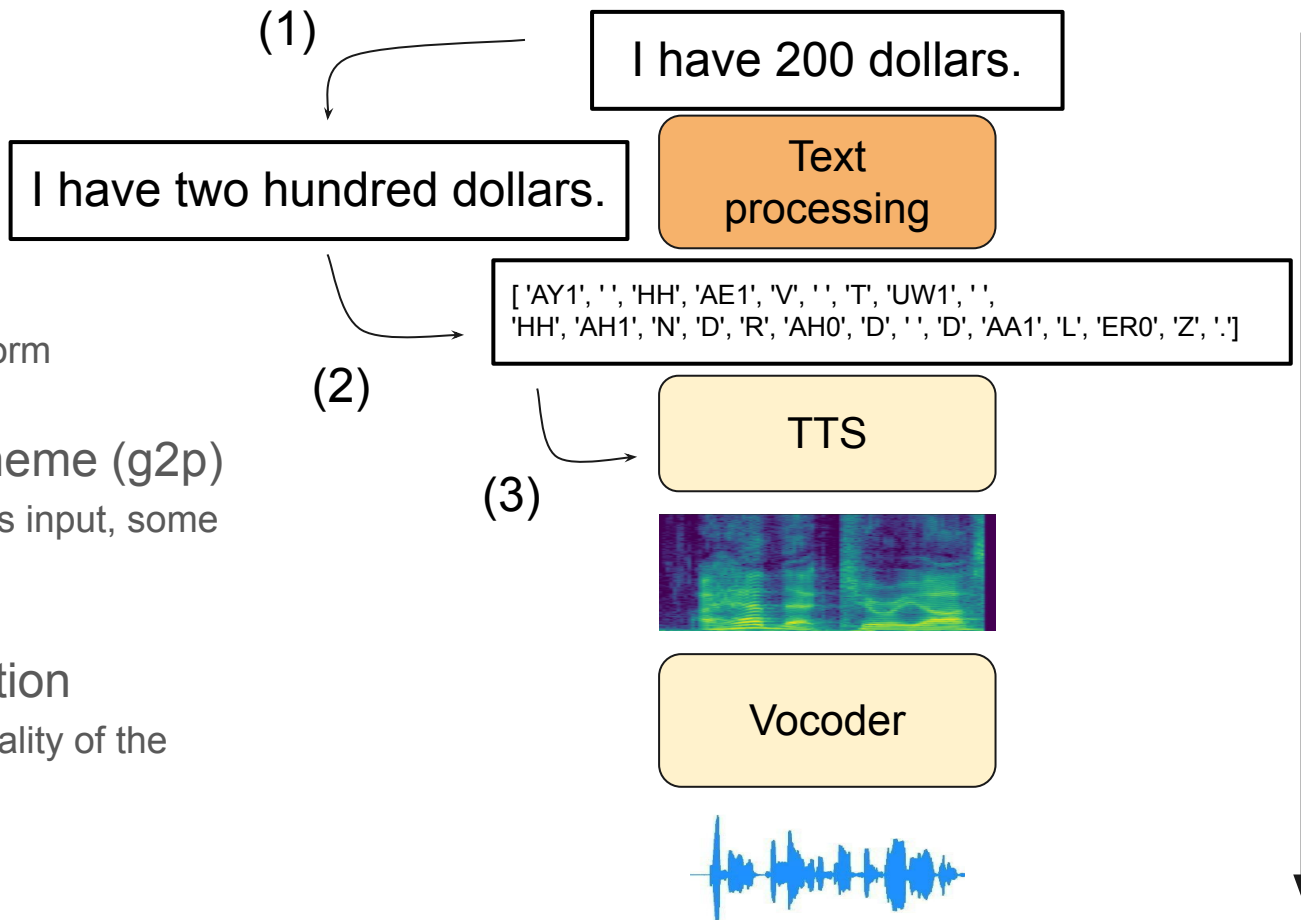 (1)
I have 200 dollars.
Text
processing
I have two hundred dollars.
[ 'AY1', ' ', 'HH', 'AE1', 'V', ' ', 'T', 'UW1', ' ',
'HH', 'AH1', 'N', 'D', 'R', 'AH0', 'D', ' ', 'D', 'AA1', 'L', 'ER0', 'Z', '.']
orm
(2)
neme (g2p)
s input, some
TTS
(3)
tion
ality of the
Vocoder